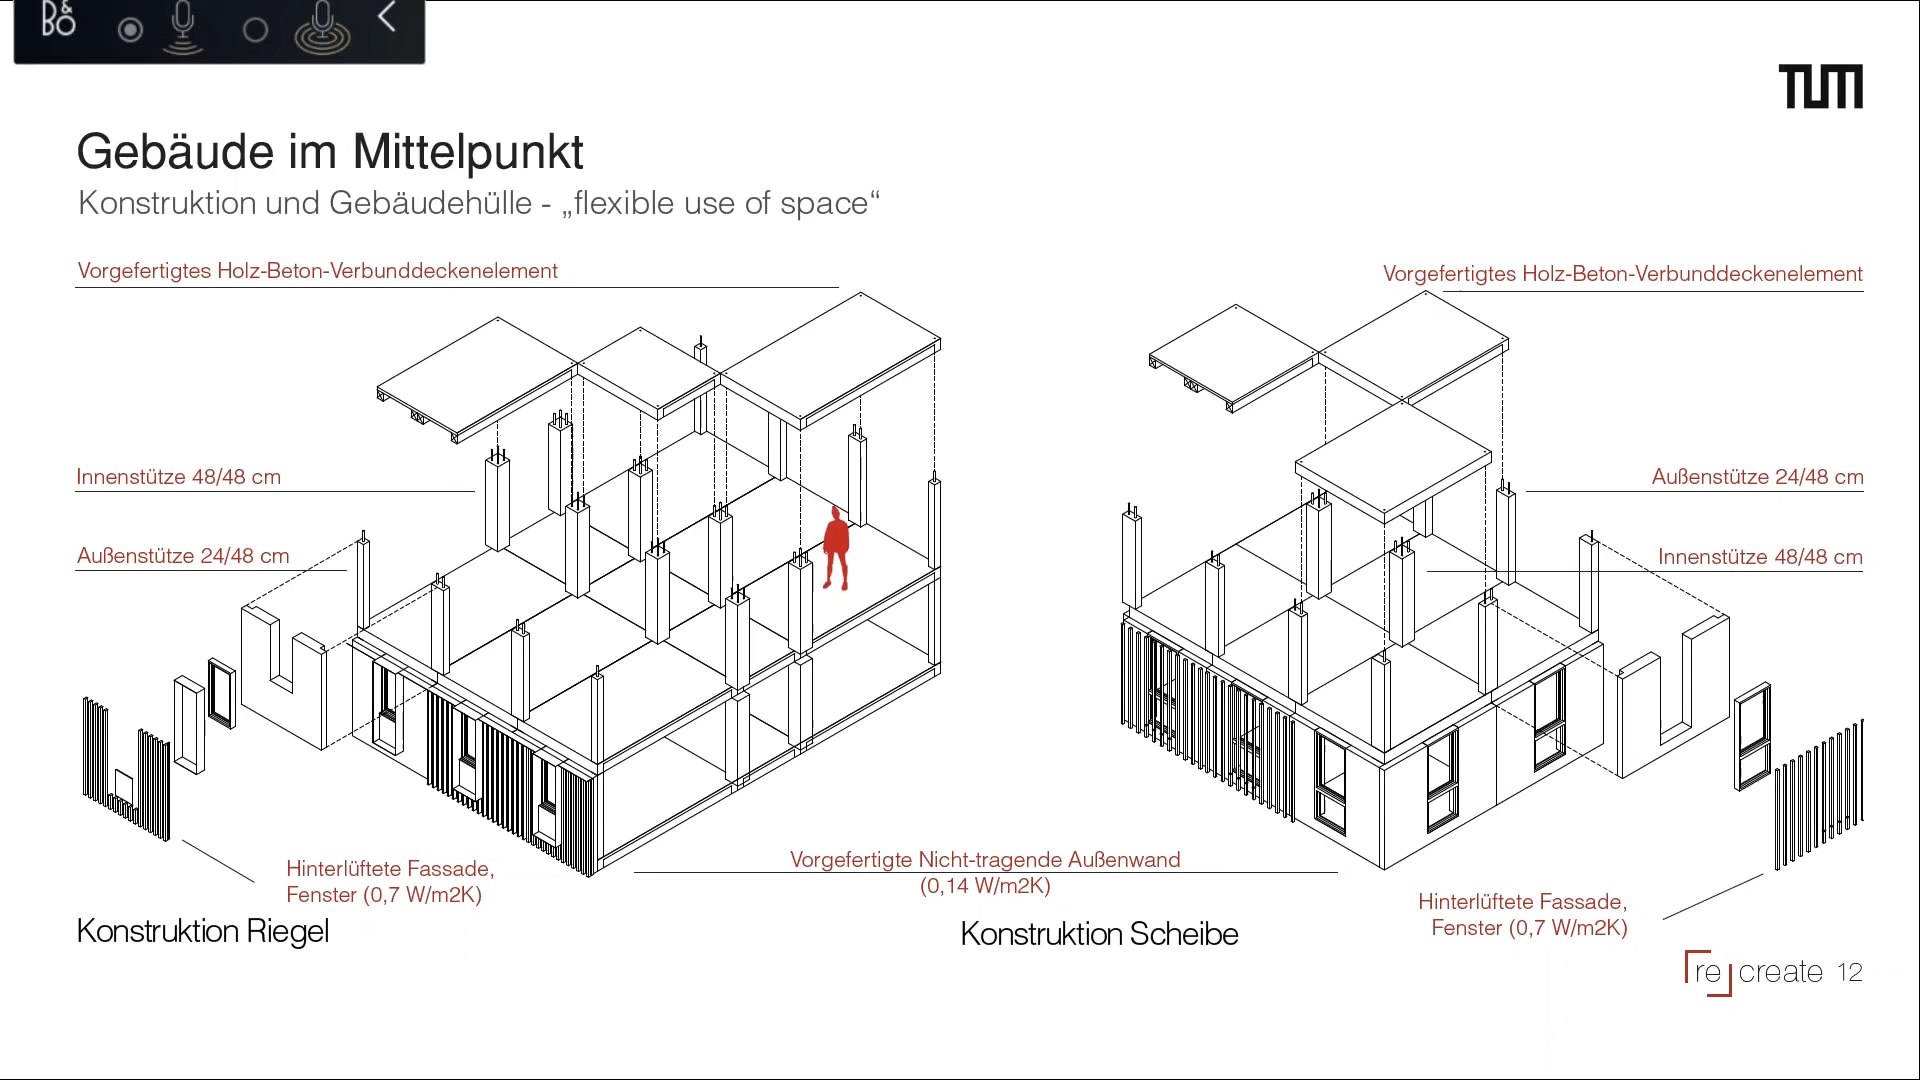 B&O
TUM
Gebäude im Mittelpunkt
Konstruktion und Gebäudehülle - „flexible use of space“
Vorgefertigtes Holz-Beton-Verbunddeckenelement
Vorgefertigtes Holz-Beton-Verbunddeckenelement
Innenstütze 48/48 cm
Außenstütze 24/48 cm
Außenstütze 24/48 cm
Innenstütze 48/48 cm
Hinterlüftete Fassade,
Fenster (0,7 W/m2K)
Vorgefertigte Nicht-tragende Außenwand
(0,14 W/m2K)
Hinterlüftete Fassade,
Fenster (0,7 W/m2K)
Konstruktion Riegel
Konstruktion Scheibe
re create 12